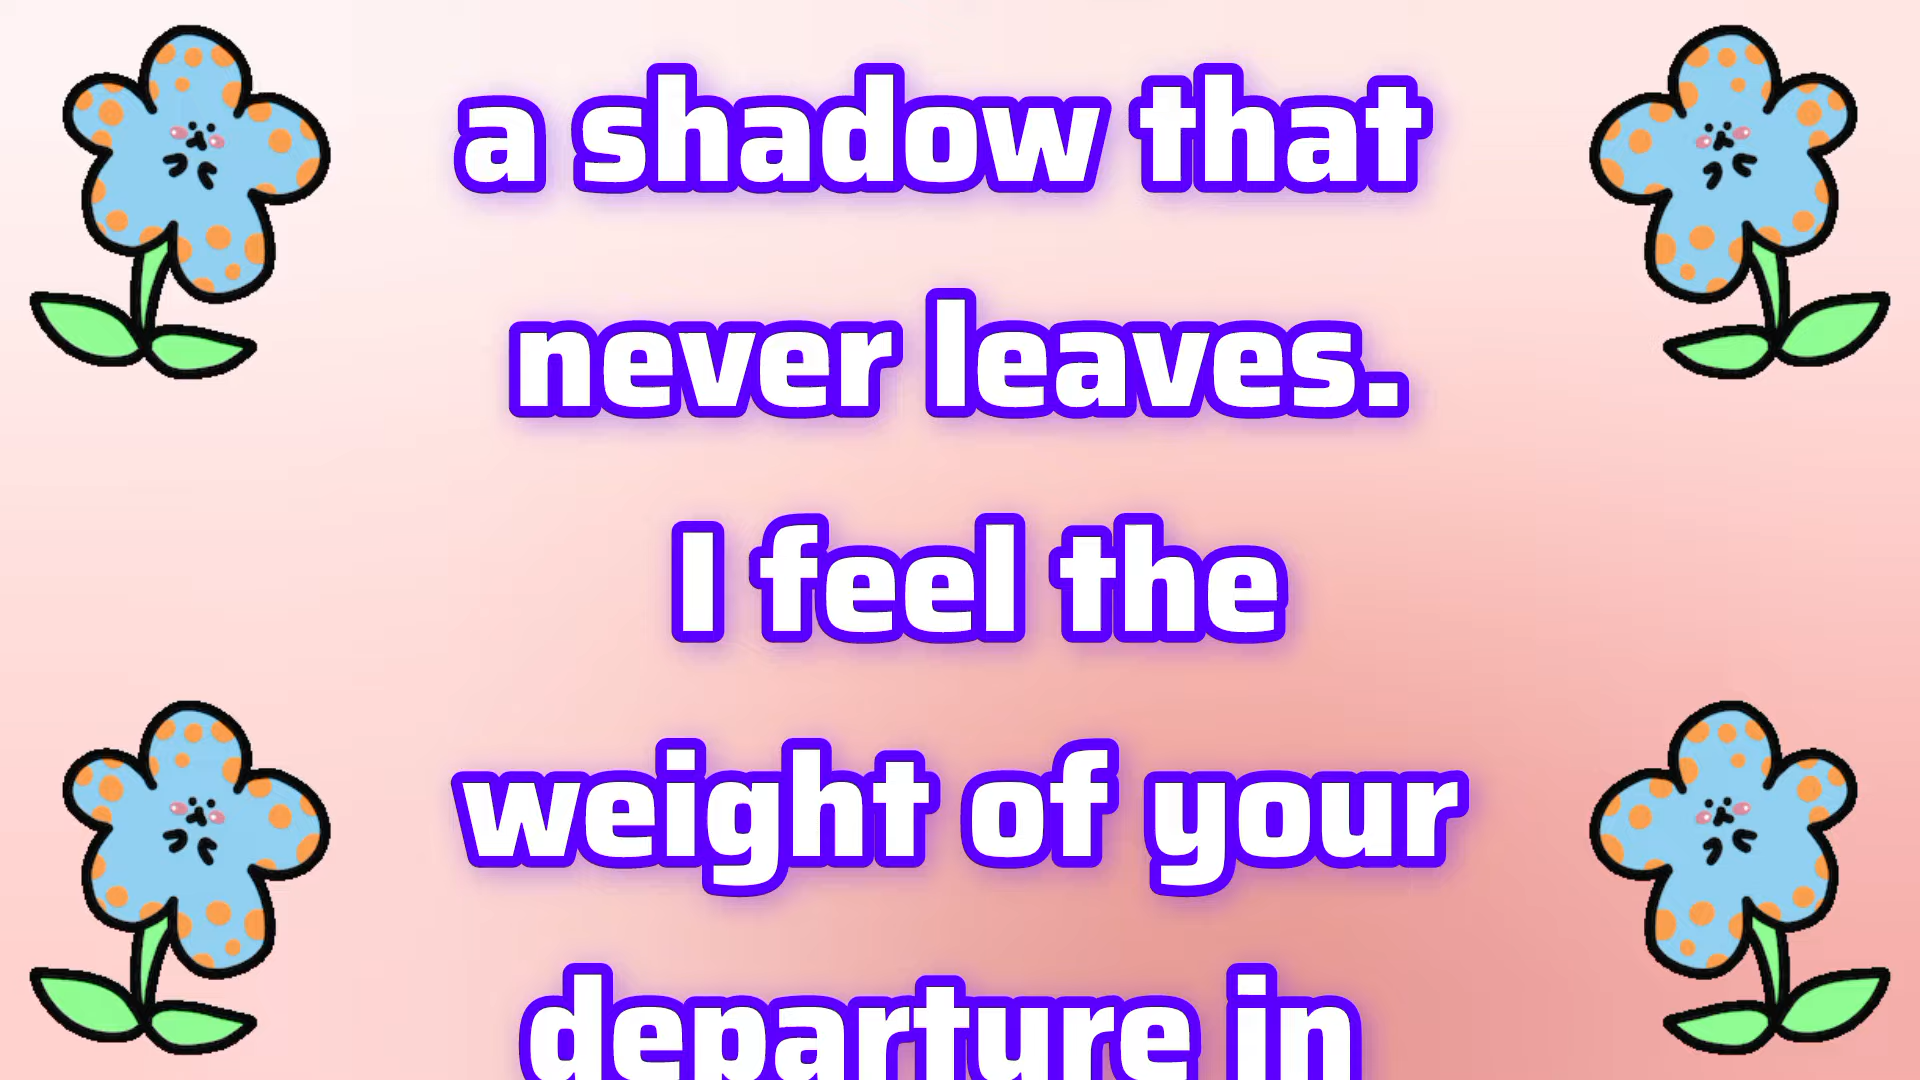 a shadow that
never leaves.
I feel the
weight of your
departure in